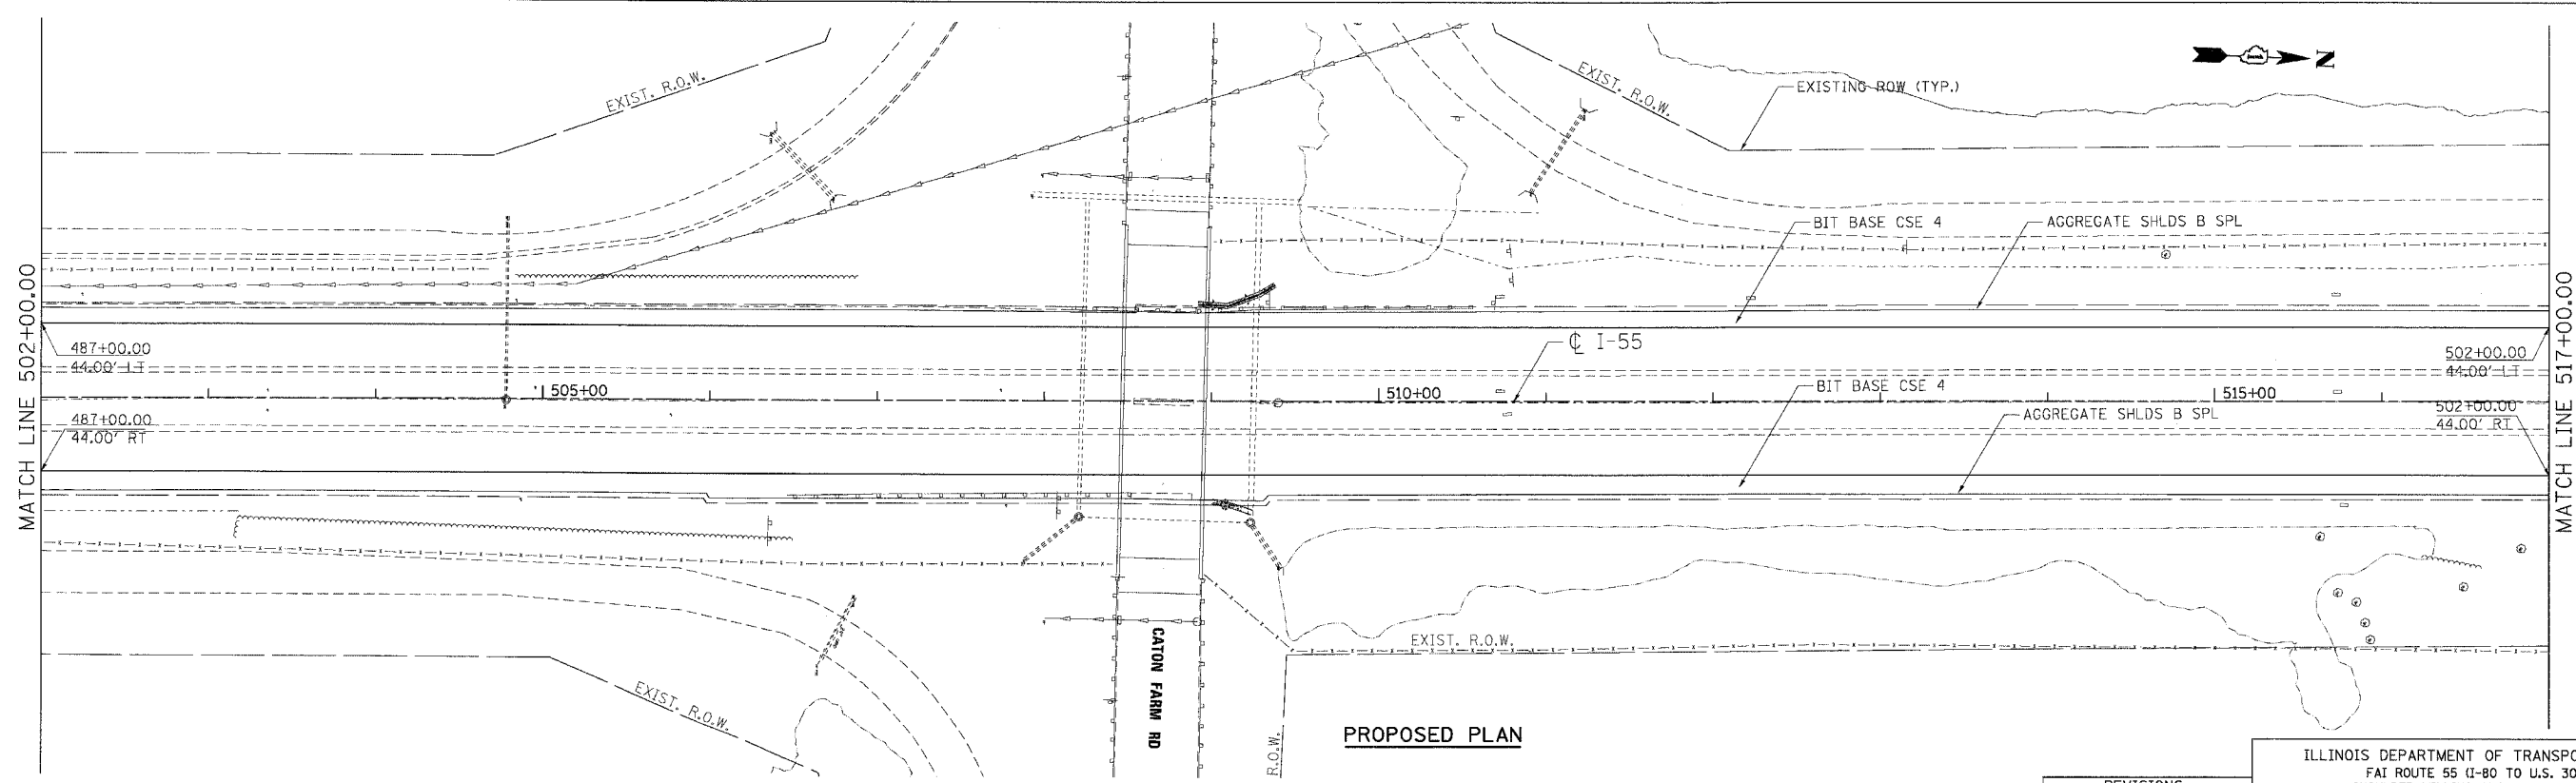 EXIST. R.O.W.
EXIST. R.O.W.
EXISTING ROW (TYP.)
N
BIT BASE CSE 4
AGGREGATE SHLDS B SPL
MATCH LINE 502+00.00
487+00.00
44.00' LT
℄ I-55
502+00.00
44.00' LT
505+00
510+00
515+00
BIT BASE CSE 4
AGGREGATE SHLDS B SPL
487+00.00
44.00' RT
502+00.00
44.00' RT
MATCH LINE 517+00.00
EXIST. R.O.W.
EXIST. R.O.W.
CATON FARM RD
R.O.W.
PROPOSED PLAN
ILLINOIS DEPARTMENT OF TRANSPO
FAI ROUTE 55 (I-80 TO U.S. 30
REVISIONS